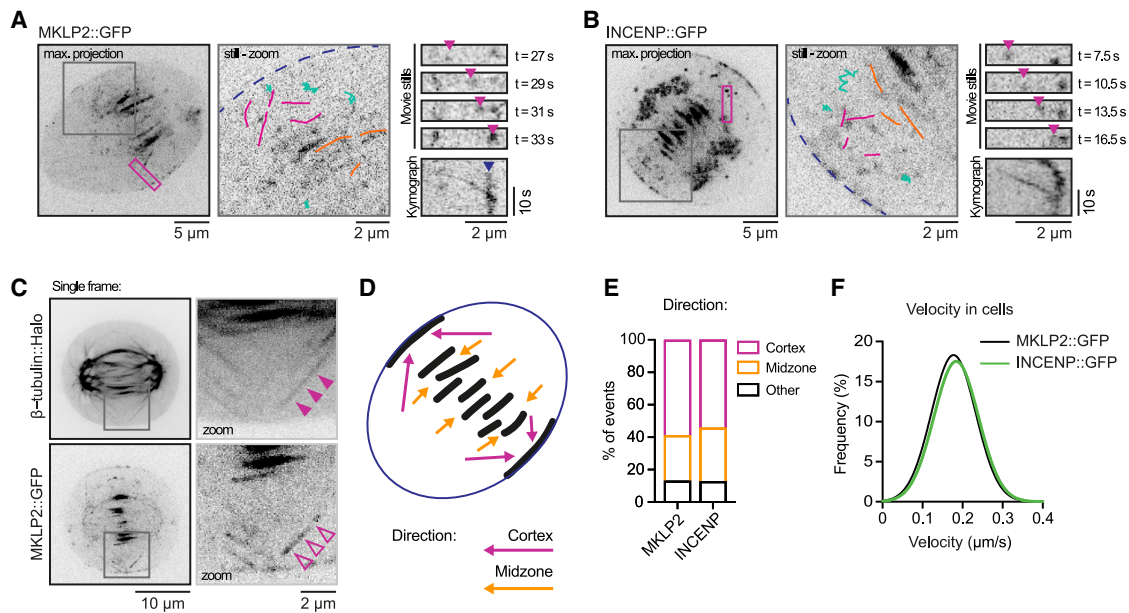 A
MKLP2::GFP
max. projection
still - zoom
Movie stills
t = 27 s
t = 29 s
t = 31 s
t = 33 s
Kymograph
10 s
5 µm
2 µm
2 µm
B
INCENP::GFP
max. projection
still - zoom
Movie stills
t = 7.5 s
t = 10.5 s
t = 13.5 s
t = 16.5 s
Kymograph
10 s
5 µm
2 µm
2 µm
C
Single frame:
β-tubulin::Halo
zoom
MKLP2::GFP
zoom
10 µm
2 µm
D
Direction:
Cortex
Midzone
E
Direction:
% of events
100
80
60
40
20
0
MKLP2
INCENP
Cortex
Midzone
Other
F
Velocity in cells
MKLP2::GFP
INCENP::GFP
Frequency (%)
20
15
10
5
0
0
0.1
0.2
0.3
0.4
Velocity (µm/s)